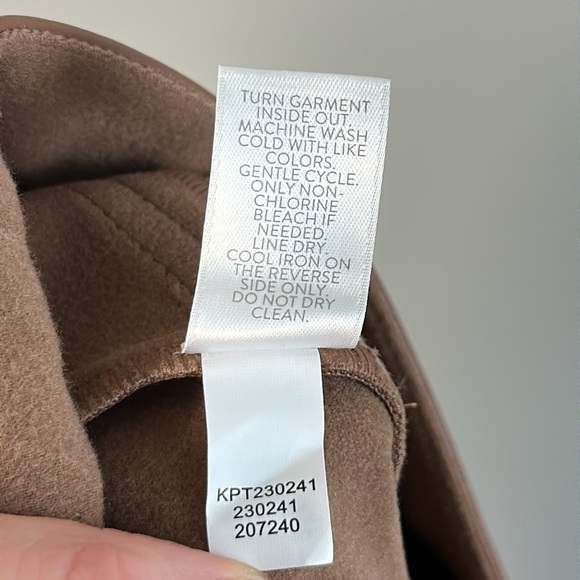 TURN GARMENT
INSIDE OUT.
MACHINE WASH
COLD WITH LIKE
COLORS.
GENTLE CYCLE.
ONLY NON-
CHLORINE
BLEACH IF
NEEDED.
LINE DRY.
COOL IRON ON
THE REVERSE
SIDE ONLY.
DO NOT DRY
CLEAN.
KPT230241
230241
207240